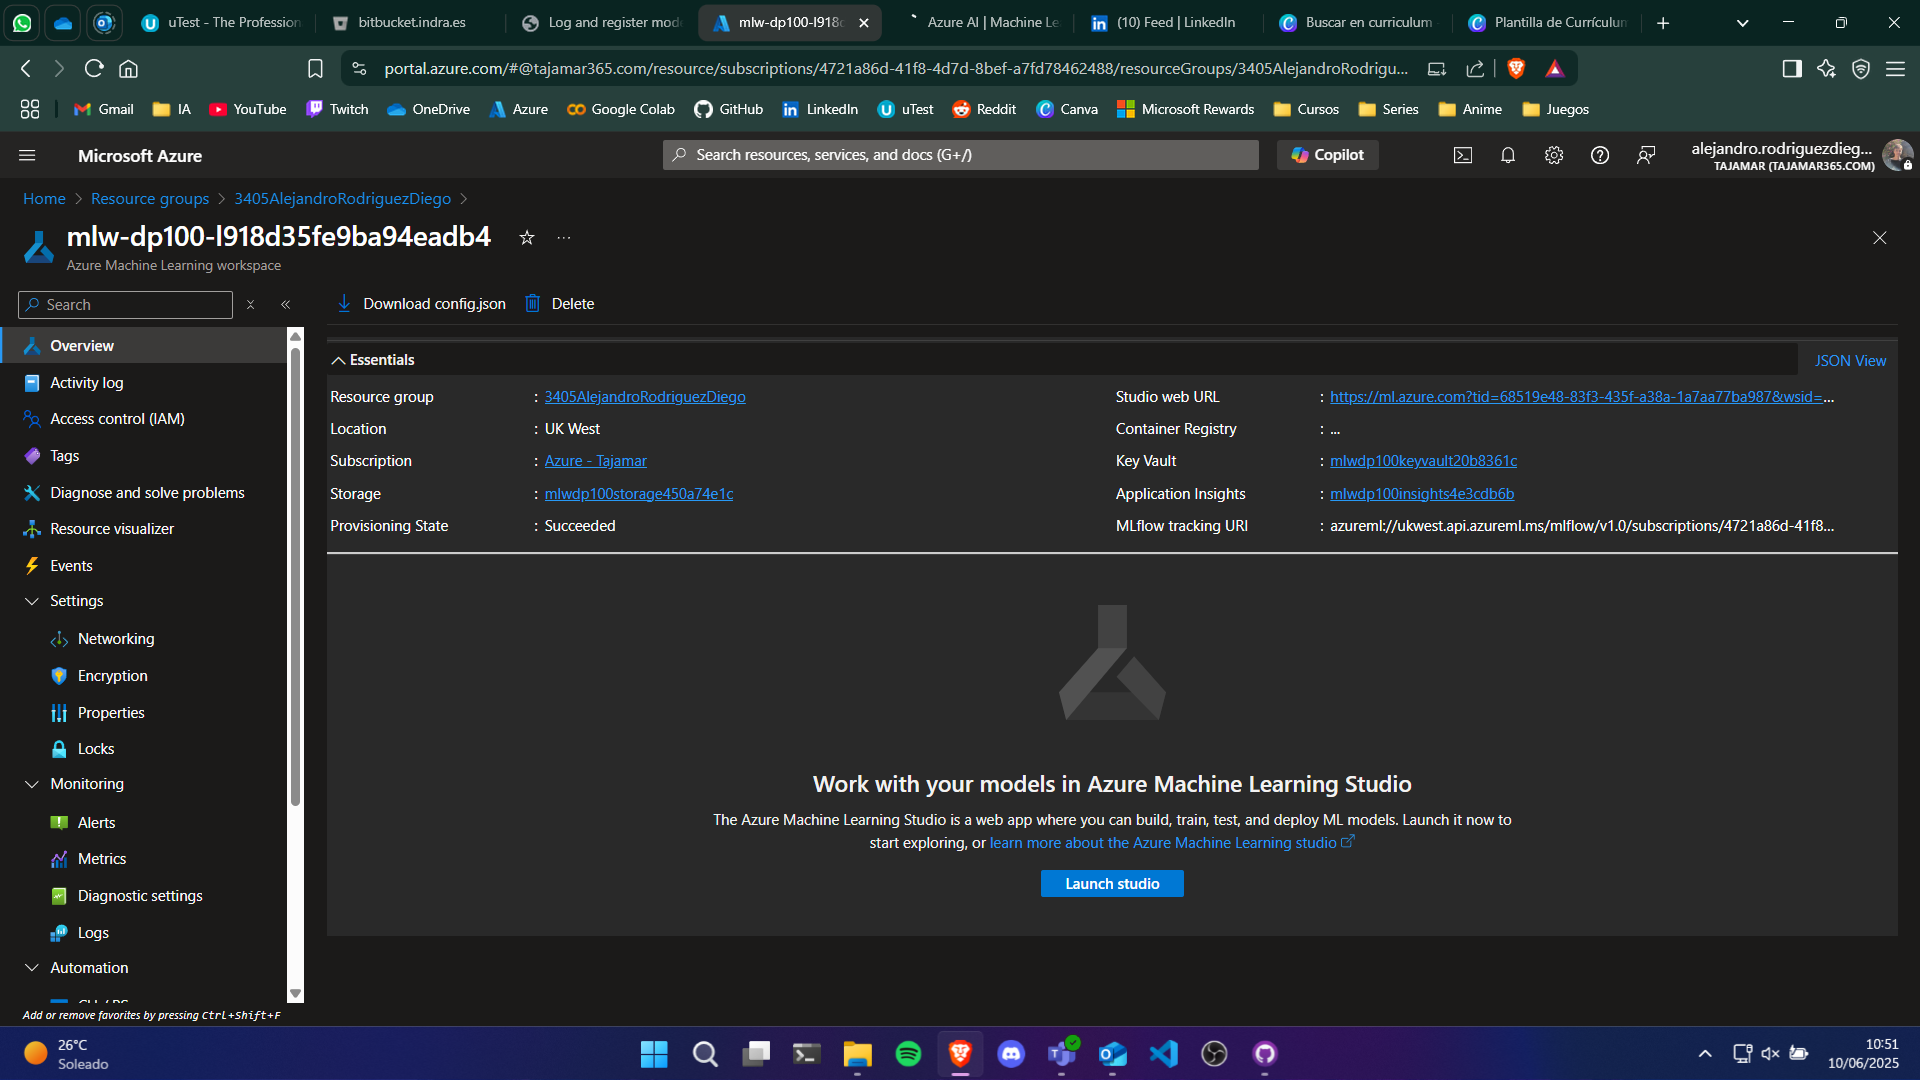 uTest - The Profession
bitbucket.indra.es
Log and register mode
mlw-dp100-l918d
Azure AI | Machine Le
(10) Feed | LinkedIn
Buscar en curriculum
Plantilla de Currículum
portal.azure.com/#@tajamar365.com/resource/subscriptions/4721a86d-41f8-4d7d-8bef-a7fd78462488/resourceGroups/3405AlejandroRodrigu...
Gmail
IA
YouTube
Twitch
OneDrive
Azure
Google Colab
GitHub
LinkedIn
uTest
Reddit
Canva
Microsoft Rewards
Cursos
Series
Anime
Juegos
Microsoft Azure
Search resources, services, and docs (G+/)
Copilot
alejandro.rodriguezdieg...
TAJAMAR (TAJAMAR365.COM)
Home > Resource groups > 3405AlejandroRodriguezDiego >
mlw-dp100-l918d35fe9ba94eadb4
Azure Machine Learning workspace
Search
Download config.json
Delete
Overview
Activity log
Access control (IAM)
Tags
Diagnose and solve problems
Resource visualizer
Events
Settings
Networking
Encryption
Properties
Locks
Monitoring
Alerts
Metrics
Diagnostic settings
Logs
Automation
Add or remove favorites by pressing Ctrl+Shift+F
Essentials
JSON View
Resource group : 3405AlejandroRodriguezDiego
Location : UK West
Subscription : Azure - Tajamar
Storage : mlwdp100storage450a74e1c
Provisioning State : Succeeded
Studio web URL : https://ml.azure.com?tid=68519e48-83f3-435f-a38a-1a7aa77ba987&wsid=...
Container Registry : ...
Key Vault : mlwdp100keyvault20b8361c
Application Insights : mlwdp100insights4e3cdb6b
MLflow tracking URI : azureml://ukwest.api.azureml.ms/mlflow/v1.0/subscriptions/4721a86d-41f8...
Work with your models in Azure Machine Learning Studio
The Azure Machine Learning Studio is a web app where you can build, train, test, and deploy ML models. Launch it now to
start exploring, or learn more about the Azure Machine Learning studio
Launch studio
26°C
Soleado
10:51
10/06/2025